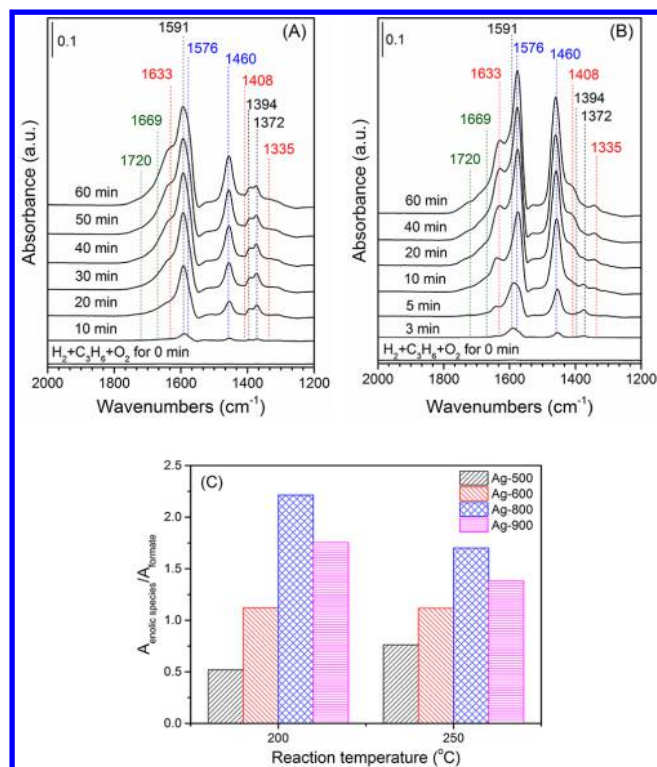 0.1
(A)
1591
1576
1460
1633
1408
1394
1372
1669
1335
1720
60 min
50 min
40 min
30 min
20 min
10 min
H₂+C₃H₆+O₂ for 0 min
Absorbance (a.u.)
2000 1800 1600 1400 1200
Wavenumbers (cm⁻¹)
0.1
(B)
1591
1576
1460
1633
1408
1394
1372
1669
1335
1720
60 min
40 min
20 min
10 min
5 min
3 min
H₂+C₃H₆+O₂ for 0 min
Absorbance (a.u.)
2000 1800 1600 1400 1200
Wavenumbers (cm⁻¹)
(C)
Ag-500
Ag-600
Ag-800
Ag-900
2.5
2.0
1.5
1.0
0.5
0.0
A enolic species/A formate
200 250
Reaction temperature (°C)